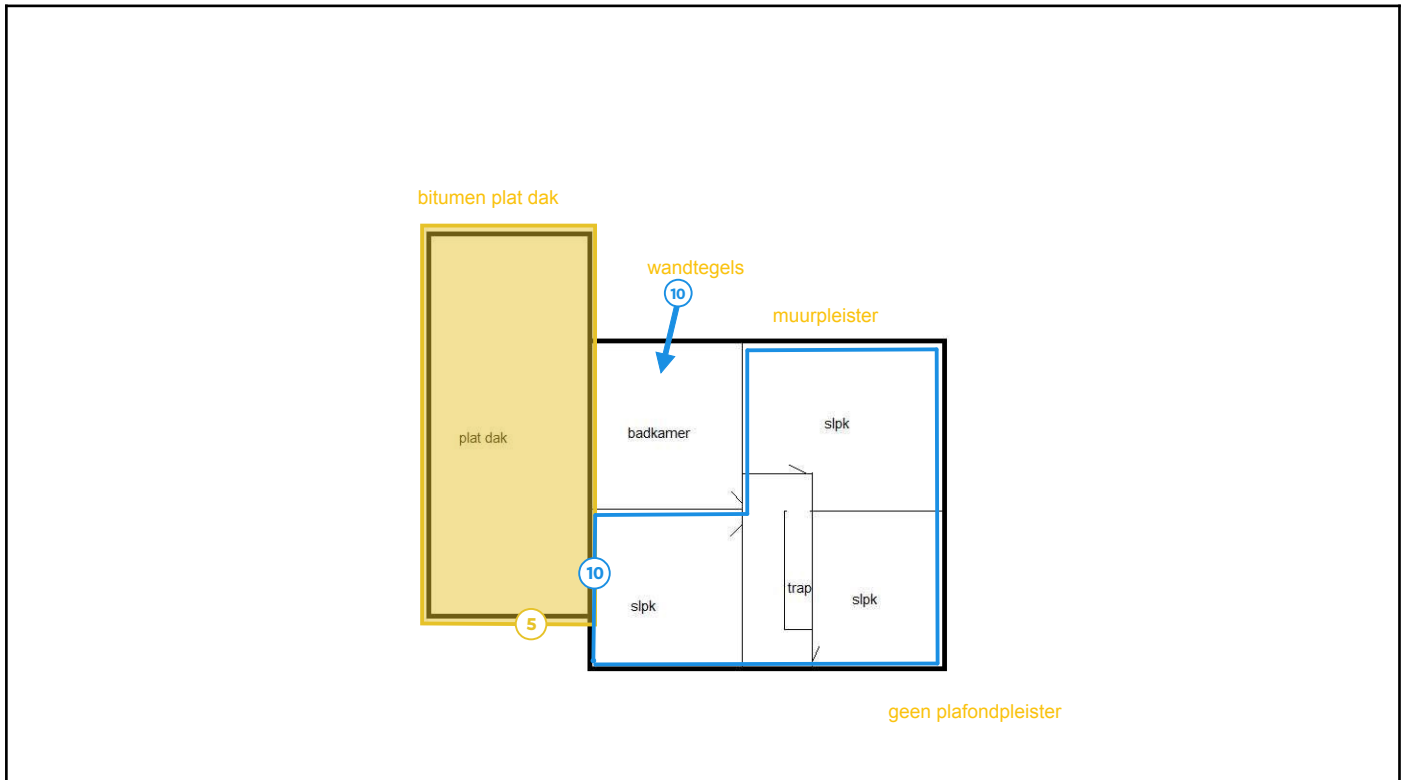 bitumen plat dak
wandtegels
10
muurpleister
slpk
badkamer
plat dak
10
trap
slpk
slpk
5
geen plafondpleister